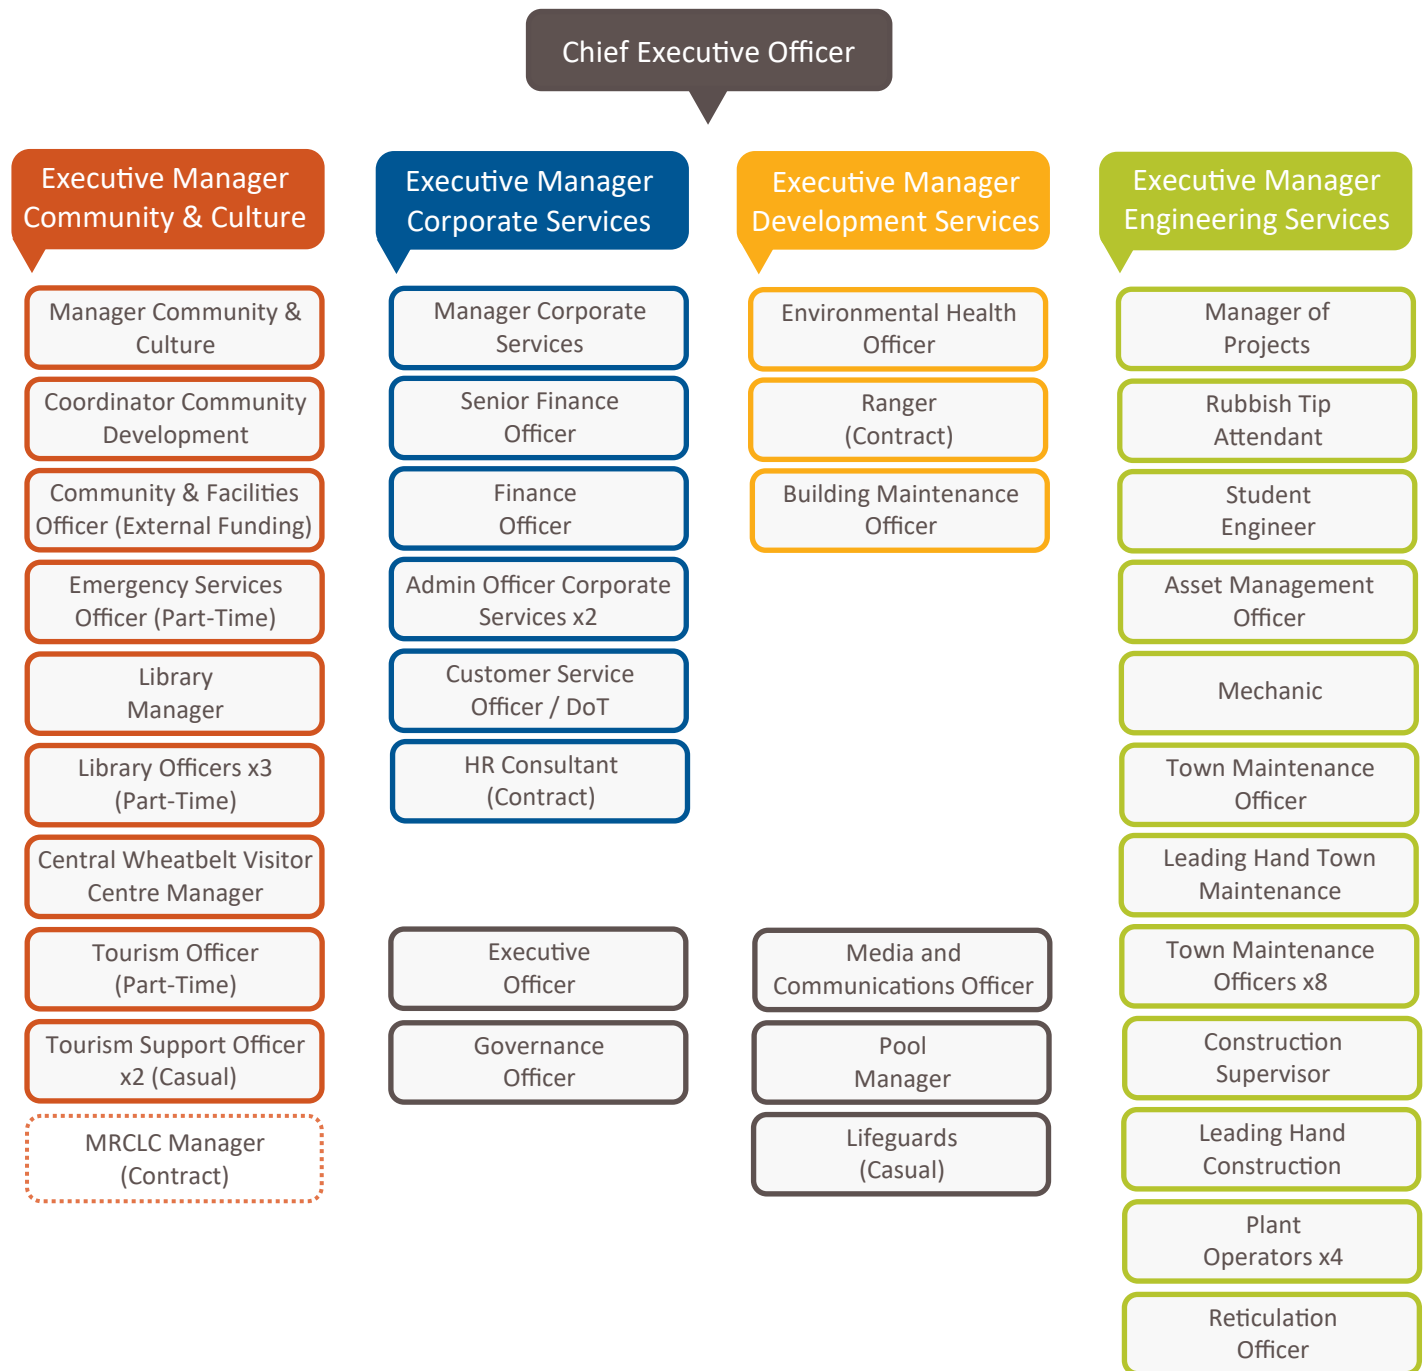 Chief Executive Officer
Executive Manager
Community & Culture
Manager Community &
Culture
Coordinator Community
Development
Community & Facilities
Officer (External Funding)
Emergency Services
Officer (Part-Time)
Library
Manager
Library Officers x3
(Part-Time)
Central Wheatbelt Visitor
Centre Manager
Tourism Officer
(Part-Time)
Tourism Support Officer
x2 (Casual)
MRCLC Manager
(Contract)
Executive Manager
Corporate Services
Manager Corporate
Services
Senior Finance
Officer
Finance
Officer
Admin Officer Corporate
Services x2
Customer Service
Officer / DoT
HR Consultant
(Contract)
Executive
Officer
Governance
Officer
Executive Manager
Development Services
Environmental Health
Officer
Ranger
(Contract)
Building Maintenance
Officer
Media and
Communications Officer
Pool
Manager
Lifeguards
(Casual)
Executive Manager
Engineering Services
Manager of
Projects
Rubbish Tip
Attendant
Student
Engineer
Asset Management
Officer
Mechanic
Town Maintenance
Officer
Leading Hand Town
Maintenance
Town Maintenance
Officers x8
Construction
Supervisor
Leading Hand
Construction
Plant
Operators x4
Reticulation
Officer